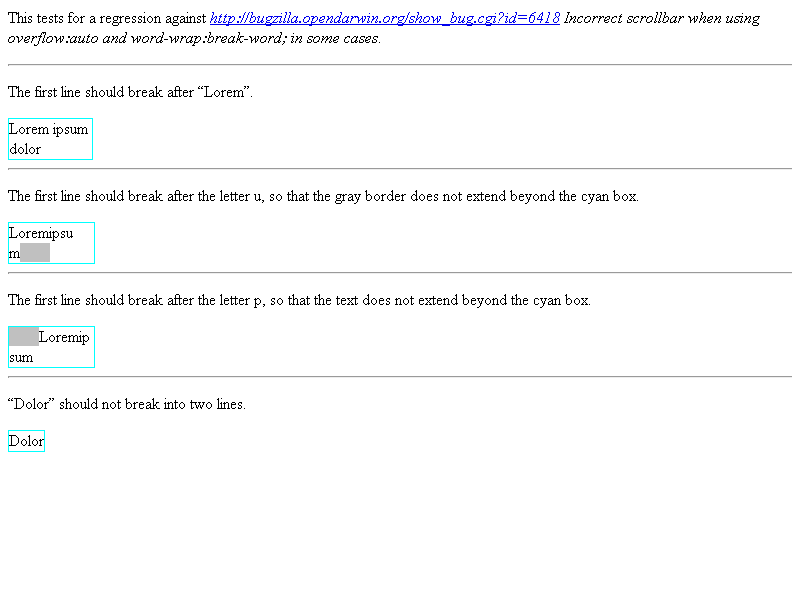 This tests for a regression against http://bugzilla.opendarwin.org/show_bug.cgi?id=6418 Incorrect scrollbar when using
overflow:auto and word-wrap:break-word; in some cases.
The first line should break after “Lorem”.
Lorem ipsum
dolor
The first line should break after the letter u, so that the gray border does not extend beyond the cyan box.
Loremipsu
m
The first line should break after the letter p, so that the text does not extend beyond the cyan box.
Loremip
sum
“Dolor” should not break into two lines.
Dolor